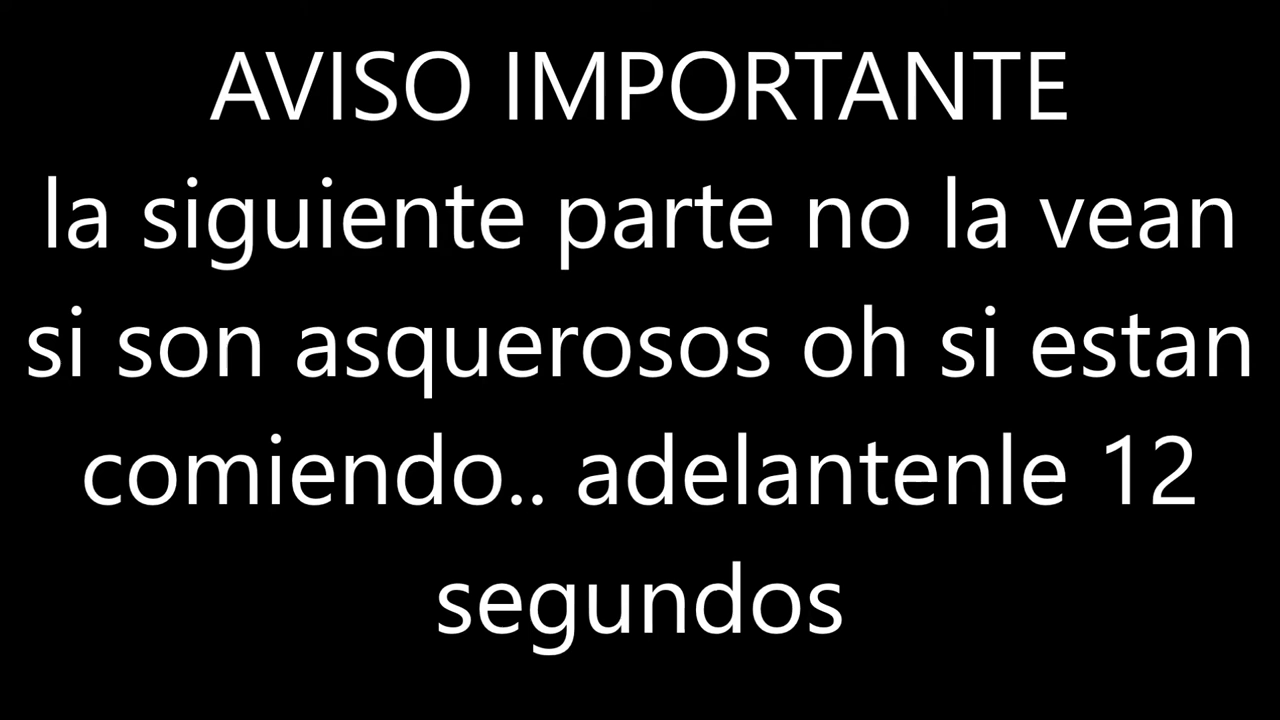 AVISO IMPORTANTE
la siguiente parte no la vean
si son asquerosos oh si estan
comiendo.. adelantenle 12
segundos